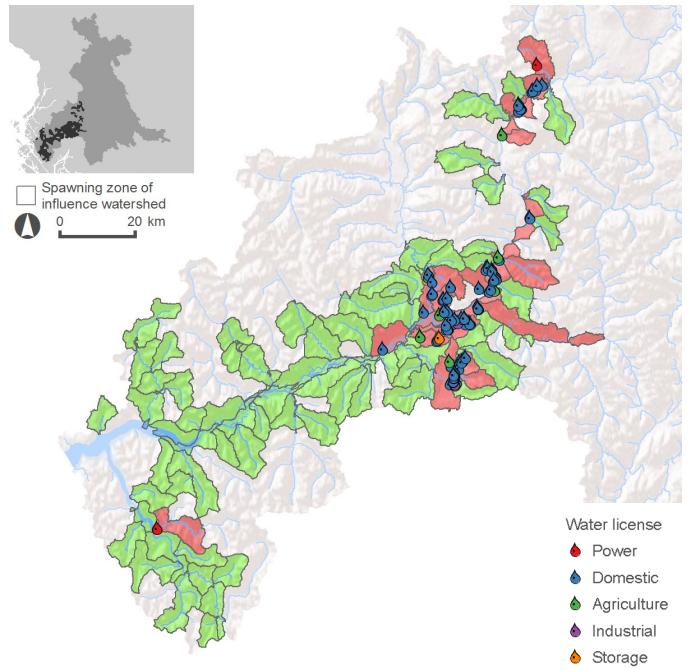 Spawning zone of
influence watershed
0 20 km
Water license
Power
Domestic
Agriculture
Industrial
Storage